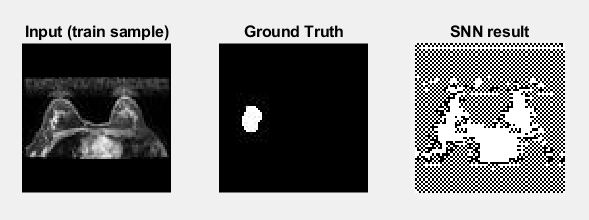 Input (train sample)
Ground Truth
SNN result